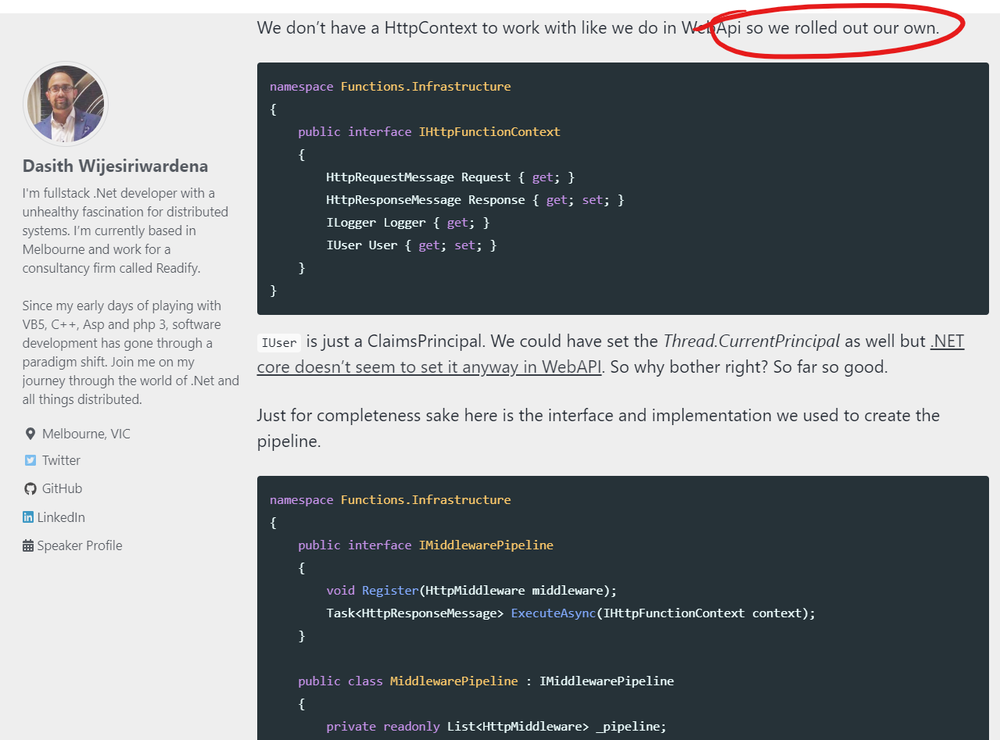 We don’t have a HttpContext to work with like we do in WebApi so we rolled out our own.
Dasith Wijesiriwardena
I'm fullstack .Net developer with a
unhealthy fascination for distributed
systems. I’m currently based in
Melbourne and work for a
consultancy firm called Readify.
Since my early days of playing with
VB5, C++, Asp and php 3, software
development has gone through a
paradigm shift. Join me on my
journey through the world of .Net and
all things distributed.
Melbourne, VIC
Twitter
GitHub
LinkedIn
Speaker Profile
namespace Functions.Infrastructure
{
    public interface IHttpFunctionContext
    {
        HttpRequestMessage Request { get; }
        HttpResponseMessage Response { get; set; }
        ILogger Logger { get; }
        IUser User { get; set; }
    }
}
IUser is just a ClaimsPrincipal. We could have set the Thread.CurrentPrincipal as well but .NET
core doesn’t seem to set it anyway in WebAPI. So why bother right? So far so good.
Just for completeness sake here is the interface and implementation we used to create the
pipeline.
namespace Functions.Infrastructure
{
    public interface IMiddlewarePipeline
    {
        void Register(HttpMiddleware middleware);
        Task<HttpResponseMessage> ExecuteAsync(IHttpFunctionContext context);
    }
    public class MiddlewarePipeline : IMiddlewarePipeline
    {
        private readonly List<HttpMiddleware> _pipeline;